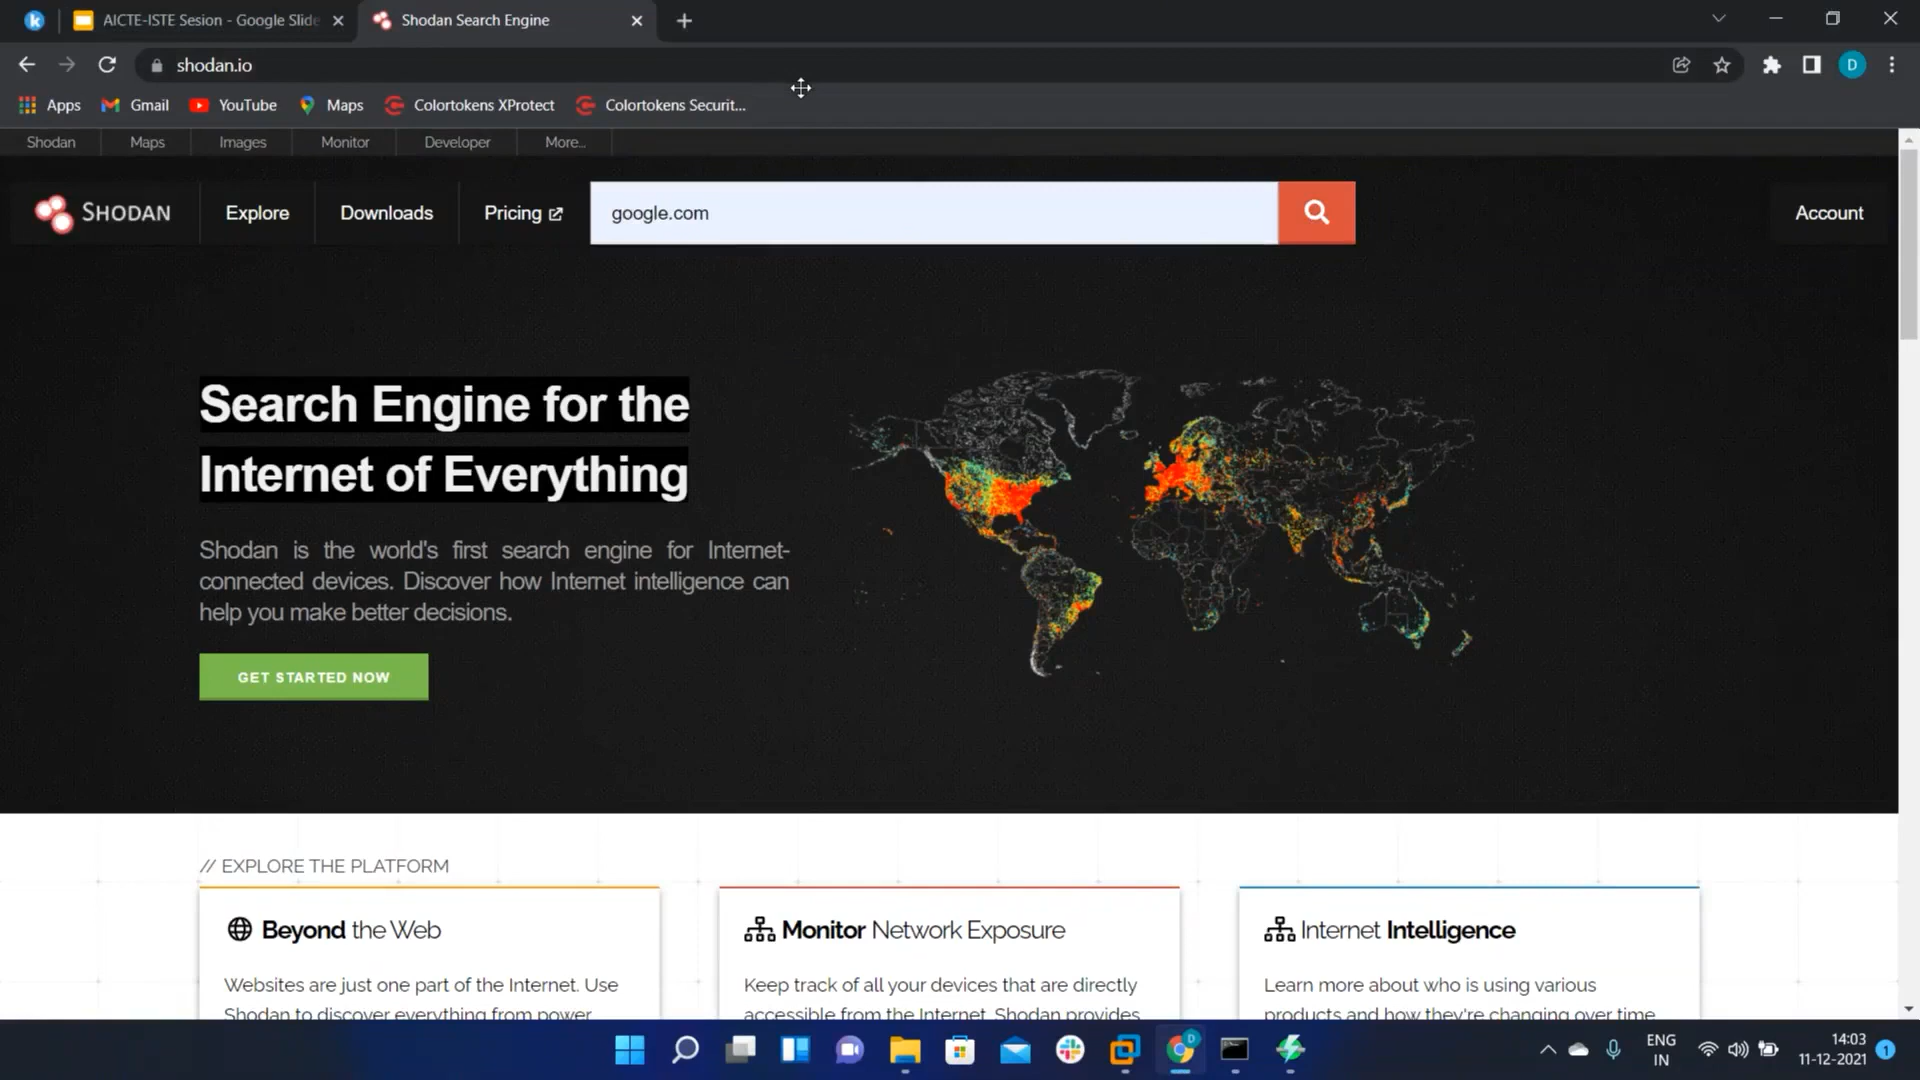 AICTE-ISTE Sesion - Google Slide
Shodan Search Engine
shodan.io
D
Apps
Gmail
YouTube
Maps
Colortokens XProtect
Colortokens Securit...
Shodan
Maps
Images
Monitor
Developer
More...
SHODAN
Explore
Downloads
Pricing
google.com
Account
Search Engine for the
Internet of Everything
Shodan is the world's first search engine for Internet-
connected devices. Discover how Internet intelligence can
help you make better decisions.
GET STARTED NOW
// EXPLORE THE PLATFORM
Beyond the Web
Websites are just one part of the Internet. Use
Shodan to discover everything from power
Monitor Network Exposure
Keep track of all your devices that are directly
accessible from the Internet. Shodan provides
Internet Intelligence
Learn more about who is using various
products and how they're changing over time
D
ENG
IN
14:03
11-12-2021
1